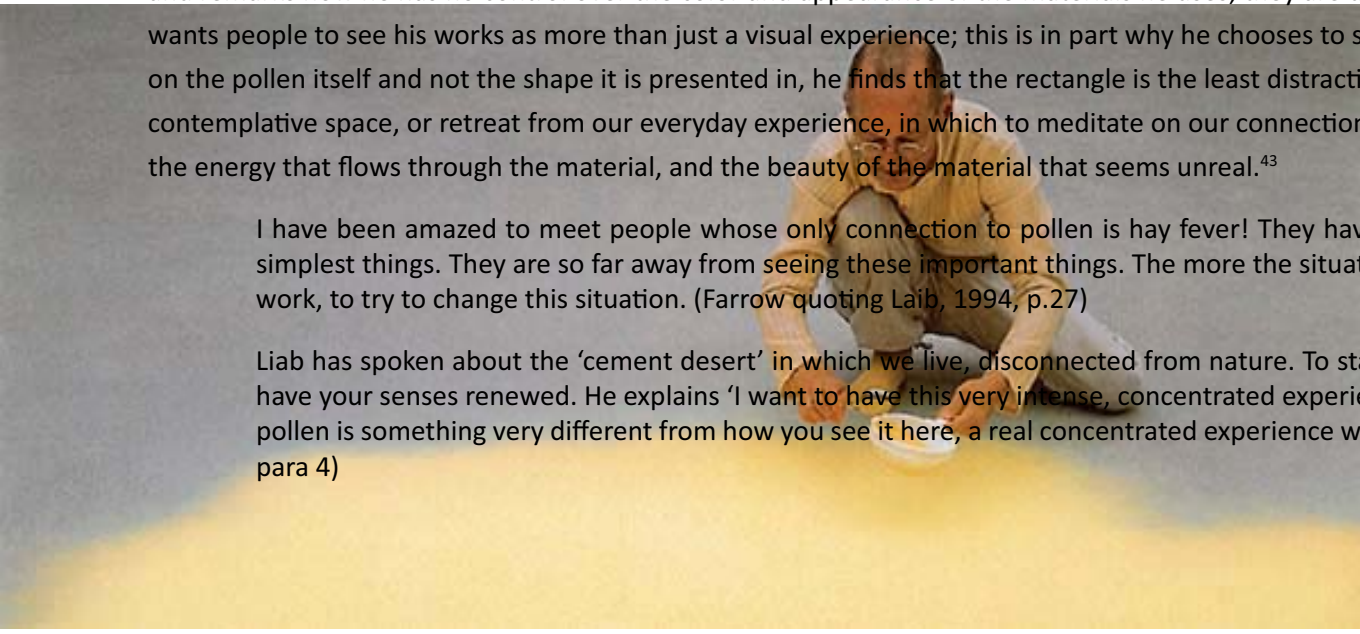 wants people to see his works as more than just a visual experience; this is in part why he chooses to s
on the pollen itself and not the shape it is presented in, he finds that the rectangle is the least distracti
contemplative space, or retreat from our everyday experience, in which to meditate on our connection
the energy that flows through the material, and the beauty of the material that seems unreal.43
I have been amazed to meet people whose only connection to pollen is hay fever! They hav
simplest things. They are so far away from seeing these important things. The more the situat
work, to try to change this situation. (Farrow quoting Laib, 1994, p.27)
Liab has spoken about the ‘cement desert’ in which we live, disconnected from nature. To sta
have your senses renewed. He explains ‘I want to have this very intense, concentrated experie
pollen is something very different from how you see it here, a real concentrated experience w
para 4)